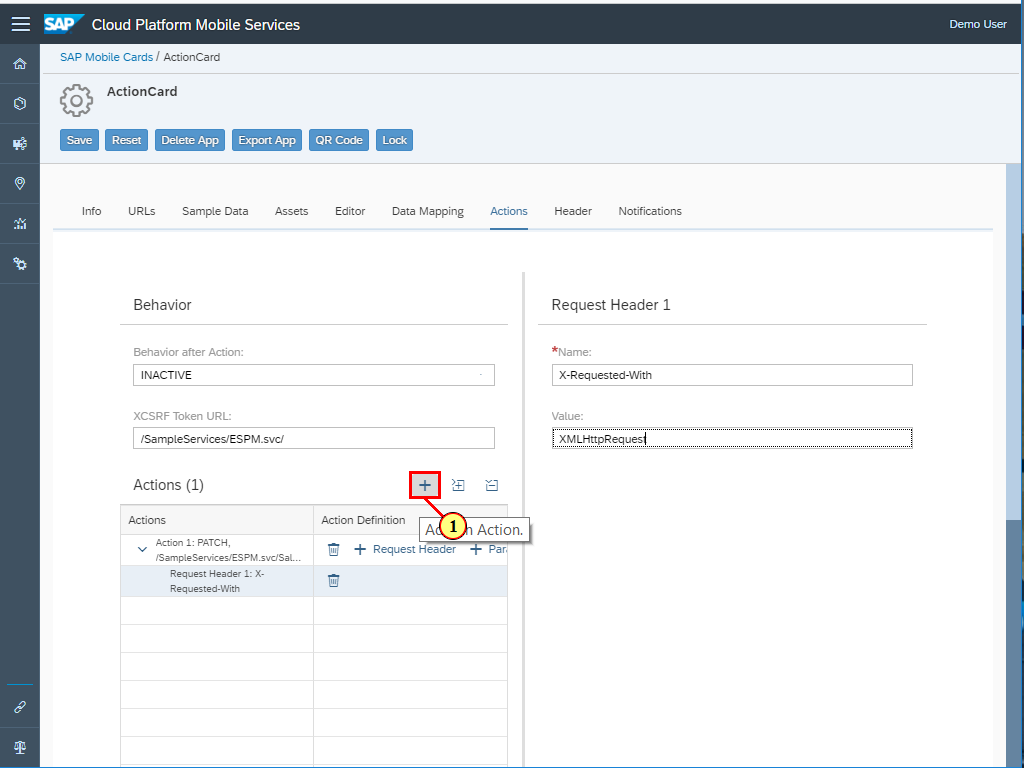 SAP Cloud Platform Mobile Services Demo User
SAP Mobile Cards / ActionCard
ActionCard
Save Reset Delete App Export App QR Code Lock
Info URLs Sample Data Assets Editor Data Mapping Actions Header Notifications
Behavior
Behavior after Action:
INACTIVE
XCSRF Token URL:
/SampleServices/ESPM.svc/
Actions (1)
Actions Action Definition
Action 1: PATCH,
/SampleServices/ESPM.svc/Sal...
+ Request Header + Par
Request Header 1: X-
Requested-With
1
Action.
Request Header 1
*Name:
X-Requested-With
Value:
XMLHttpRequest